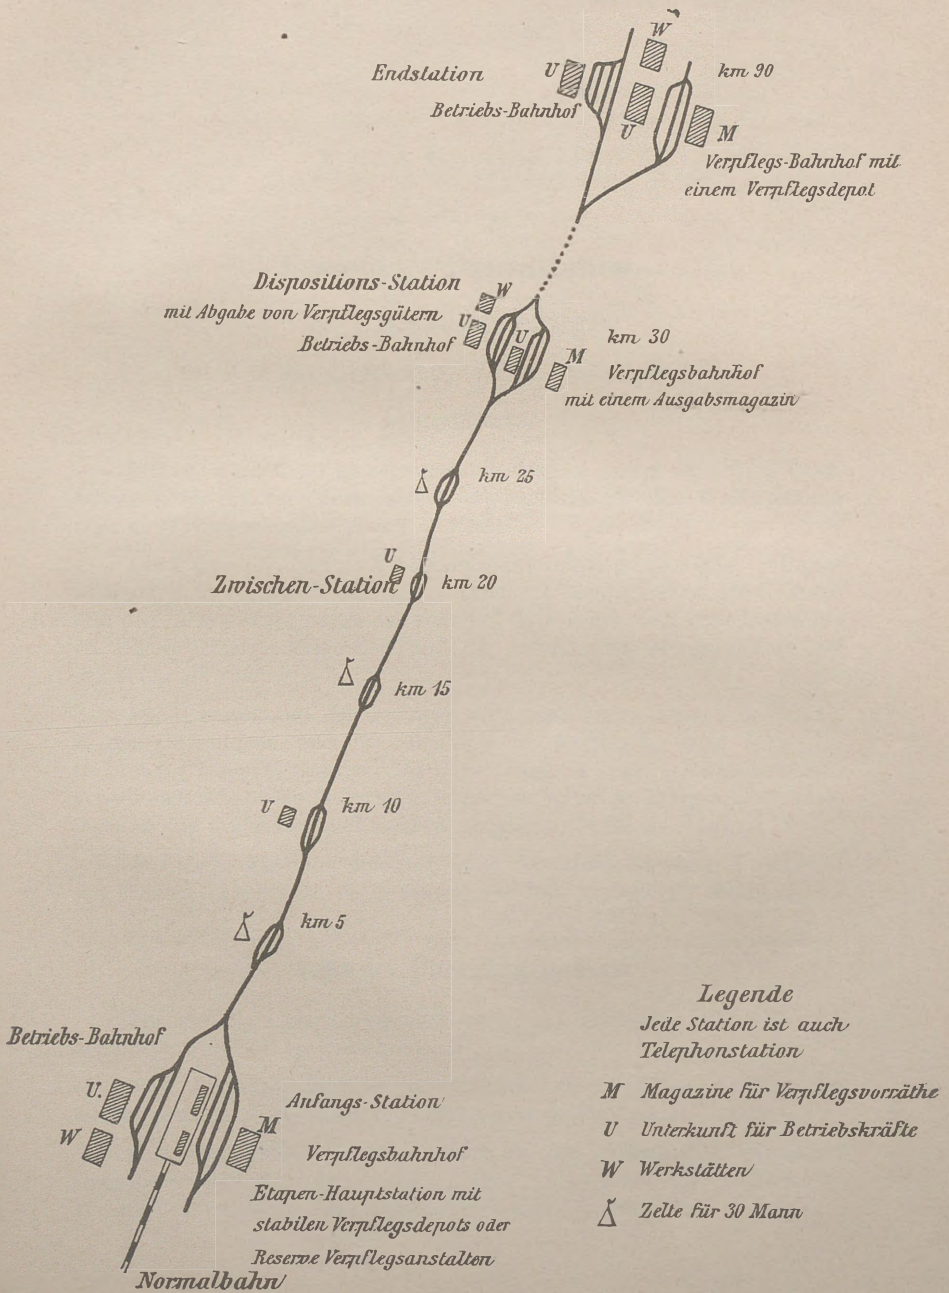 W
Endstation
U
km 90
Betriebs-Bahnhof
U
M
Verpflegs-Bahnhof mit
einem Verpflegsdepot
Dispositions-Station
W
mit Abgabe von Verpflegsgütern
U
U
km 30
Betriebs-Bahnhof
M
Verpflegsbahnhof
mit einem Ausgabsmagazin
km 25
U
Zwischen-Station
km 20
km 15
U
km 10
km 5
Legende
Jede Station ist auch
Telephonstation
Betriebs-Bahnhof
U.
M Magazine für Verpflegsvorräthe
Anfangs-Station
M
U Unterkunft für Betriebskräfte
W
Verpflegsbahnhof
W Werkstätten
Etapen-Hauptstation mit
stabilen Verpflegsdepots oder
Reserve Verpflegsanstalten
Zelte für 30 Mann
Normalbahn